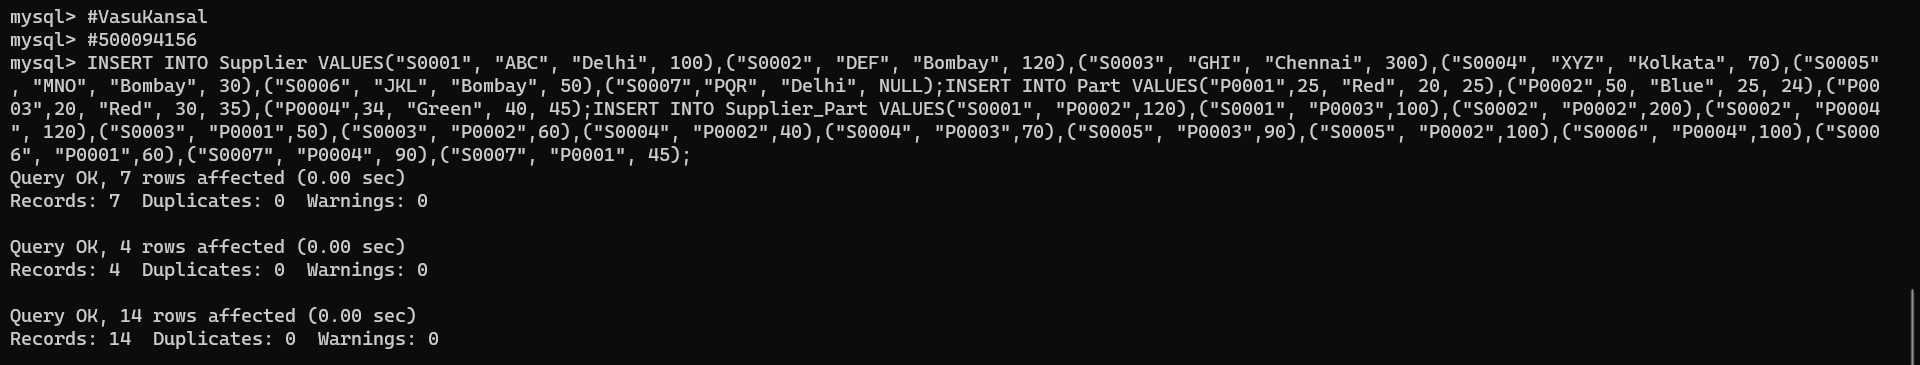 mysql> #VasuKansal
mysql> #500094156
mysql> INSERT INTO Supplier VALUES("S0001", "ABC", "Delhi", 100),("S0002", "DEF", "Bombay", 120),("S0003", "GHI", "Chennai", 300),("S0004", "XYZ", "Kolkata", 70),("S0005"
, "MNO", "Bombay", 30),("S0006", "JKL", "Bombay", 50),("S0007","PQR", "Delhi", NULL);INSERT INTO Part VALUES("P0001",25, "Red", 20, 25),("P0002",50, "Blue", 25, 24),("P00
03",20, "Red", 30, 35),("P0004",34, "Green", 40, 45);INSERT INTO Supplier_Part VALUES("S0001", "P0002",120),("S0001", "P0003",100),("S0002", "P0002",200),("S0002", "P0004
", 120),("S0003", "P0001",50),("S0003", "P0002",60),("S0004", "P0002",40),("S0004", "P0003",70),("S0005", "P0003",90),("S0005", "P0002",100),("S0006", "P0004",100),("S000
6", "P0001",60),("S0007", "P0004", 90),("S0007", "P0001", 45);
Query OK, 7 rows affected (0.00 sec)
Records: 7  Duplicates: 0  Warnings: 0
Query OK, 4 rows affected (0.00 sec)
Records: 4  Duplicates: 0  Warnings: 0
Query OK, 14 rows affected (0.00 sec)
Records: 14  Duplicates: 0  Warnings: 0